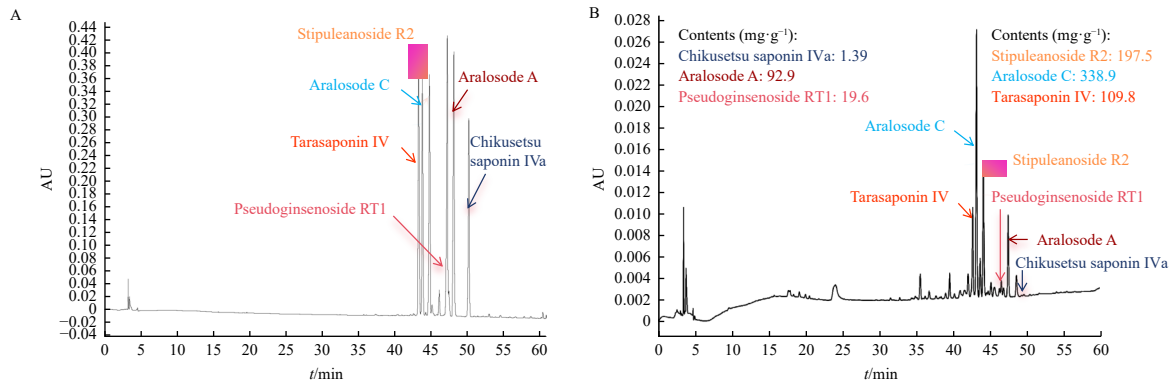 A
0.44
0.42
0.40
0.38
0.36
0.34
0.32
0.30
0.28
0.26
0.24
0.22
0.20
0.18
0.16
0.14
0.12
0.10
0.08
0.06
0.04
0.02
0.00
−0.02
−0.04
AU
Stipuleanoside R2
Aralosode C
Aralosode A
Tarasaponin IV
Chikusetsu
saponin IVa
Pseudoginsenoside RT1
0 5 10 15 20 25 30 35 40 45 50 55 60
t/min
B
0.028
0.026
0.024
0.022
0.020
0.018
0.016
0.014
0.012
0.010
0.008
0.006
0.004
0.002
0
AU
Contents (mg·g⁻¹):
Chikusetsu saponin IVa: 1.39
Aralosode A: 92.9
Pseudoginsenoside RT1: 19.6
Contents (mg·g⁻¹):
Stipuleanoside R2: 197.5
Aralosode C: 338.9
Tarasaponin IV: 109.8
Aralosode C
Stipuleanoside R2
Tarasaponin IV
Pseudoginsenoside RT1
Aralosode A
Chikusetsu saponin IVa
0 5 10 15 20 25 30 35 40 45 50 55 60
t/min